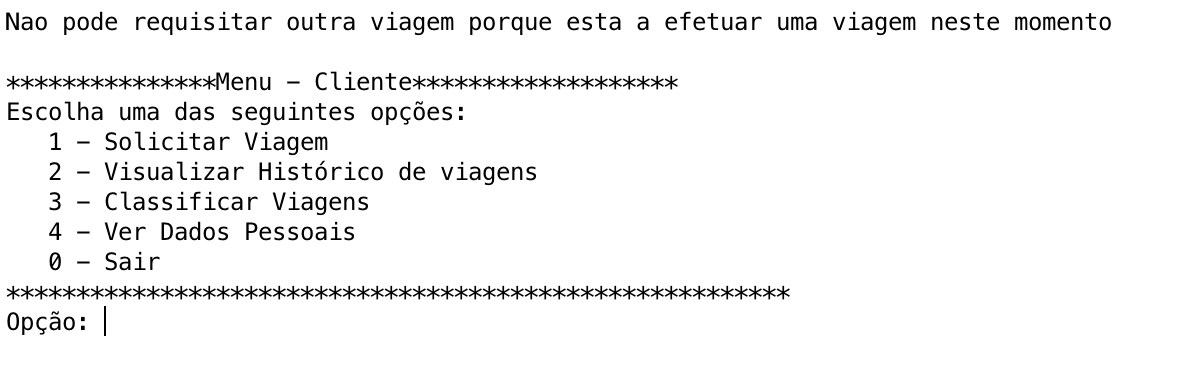 Nao pode requisitar outra viagem porque esta a efetuar uma viagem neste momento
***************Menu – Cliente*******************
Escolha uma das seguintes opções:
1 – Solicitar Viagem
2 – Visualizar Histórico de viagens
3 – Classificar Viagens
4 – Ver Dados Pessoais
0 – Sair
********************************************************
Opção: